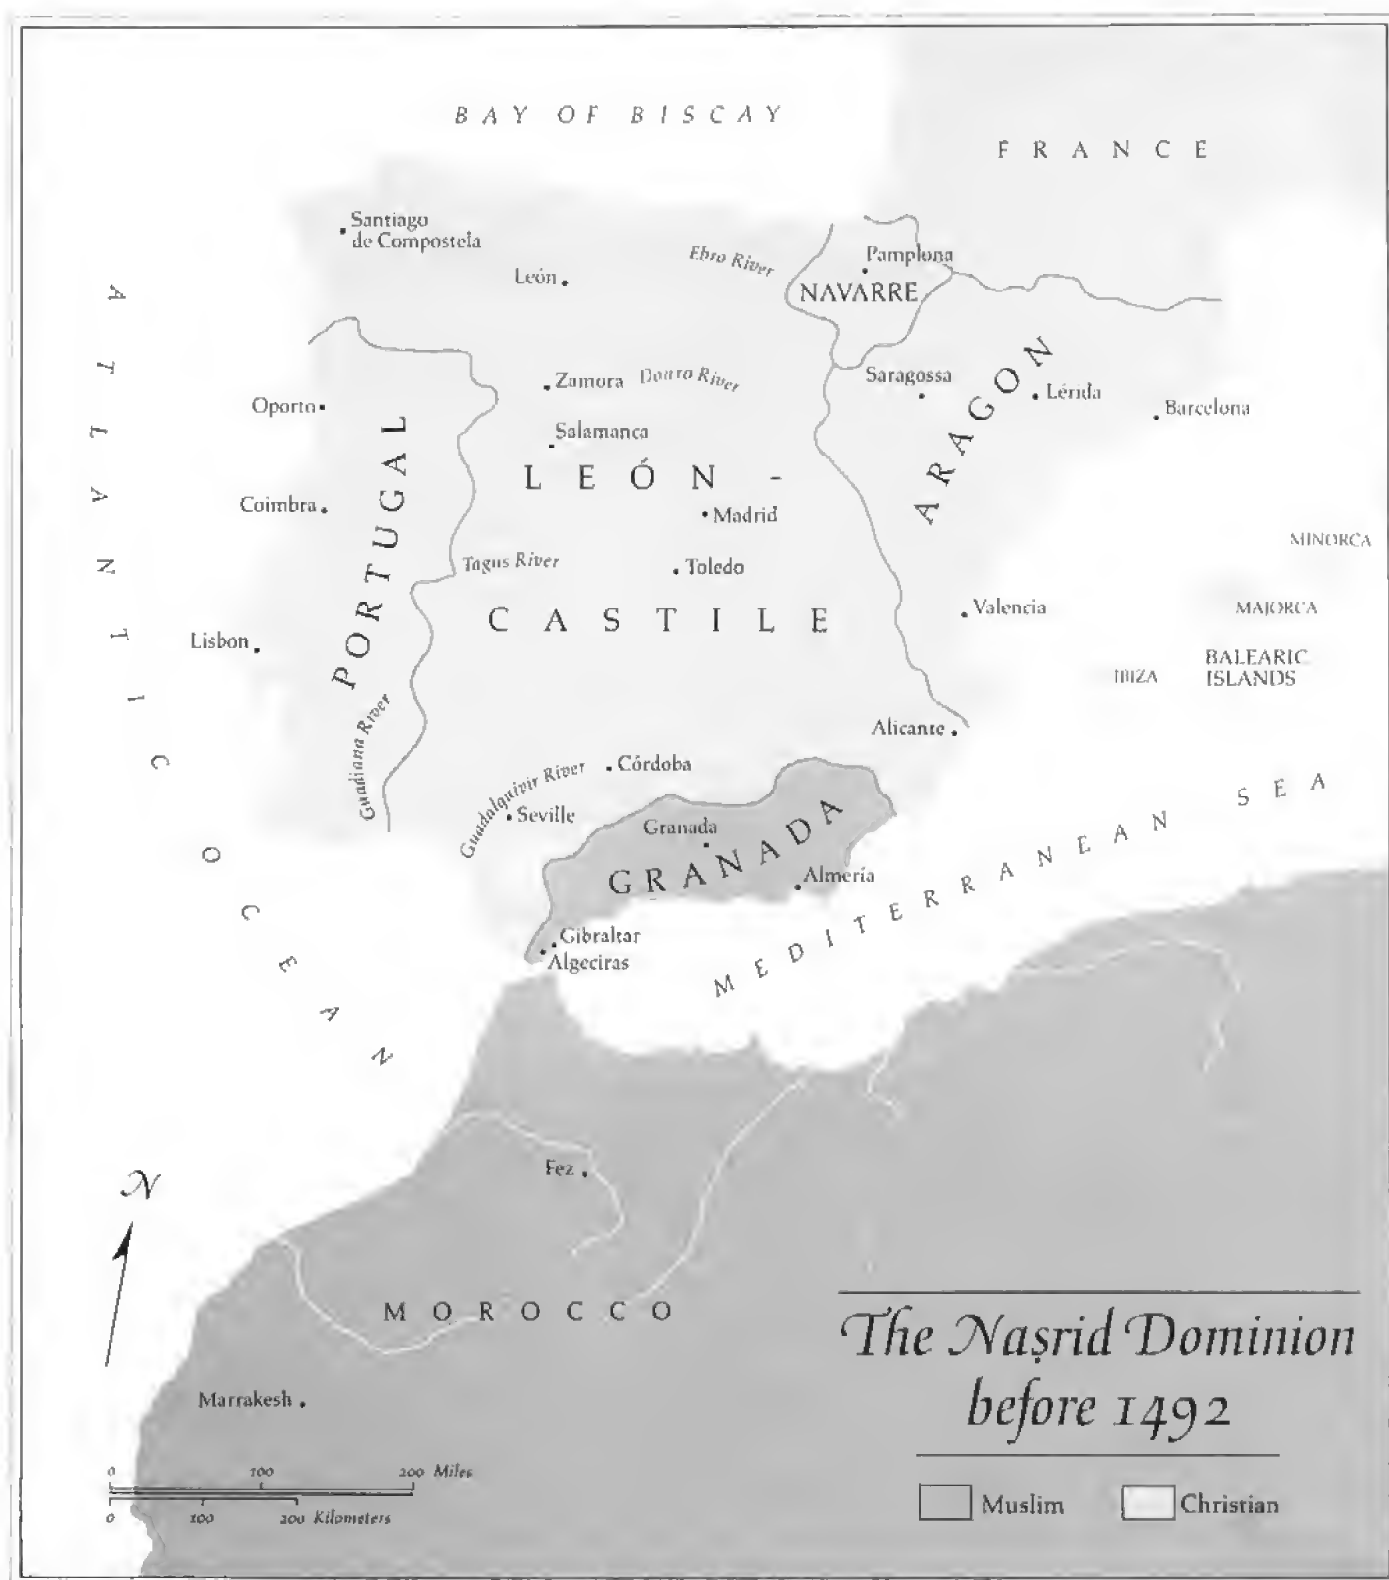 BAY OF BISCAY
FRANCE
Santiago
de Compostela
León
Ebro River
Pamplona
NAVARRE
ATLANTIC OCEAN
Zamora
Douro River
Saragossa
Lérida
Barcelona
Oporto
Salamanca
ARAGON
PORTUGAL
LEÓN -
Coimbra
Madrid
MINORCA
Tagus River
Toledo
CASTILE
Valencia
MAJORCA
Lisbon
BALEARIC
ISLANDS
IBIZA
Guadiana River
Alicante
Córdoba
Guadalquivir River
Seville
Granada
GRANADA
Almería
MEDITERRANEAN SEA
Gibraltar
Algeciras
N
Fez
MOROCCO
Marrakesh
The Naṣrid Dominion
before 1492
0 100 200 Miles
0 100 200 Kilometers
Muslim
Christian